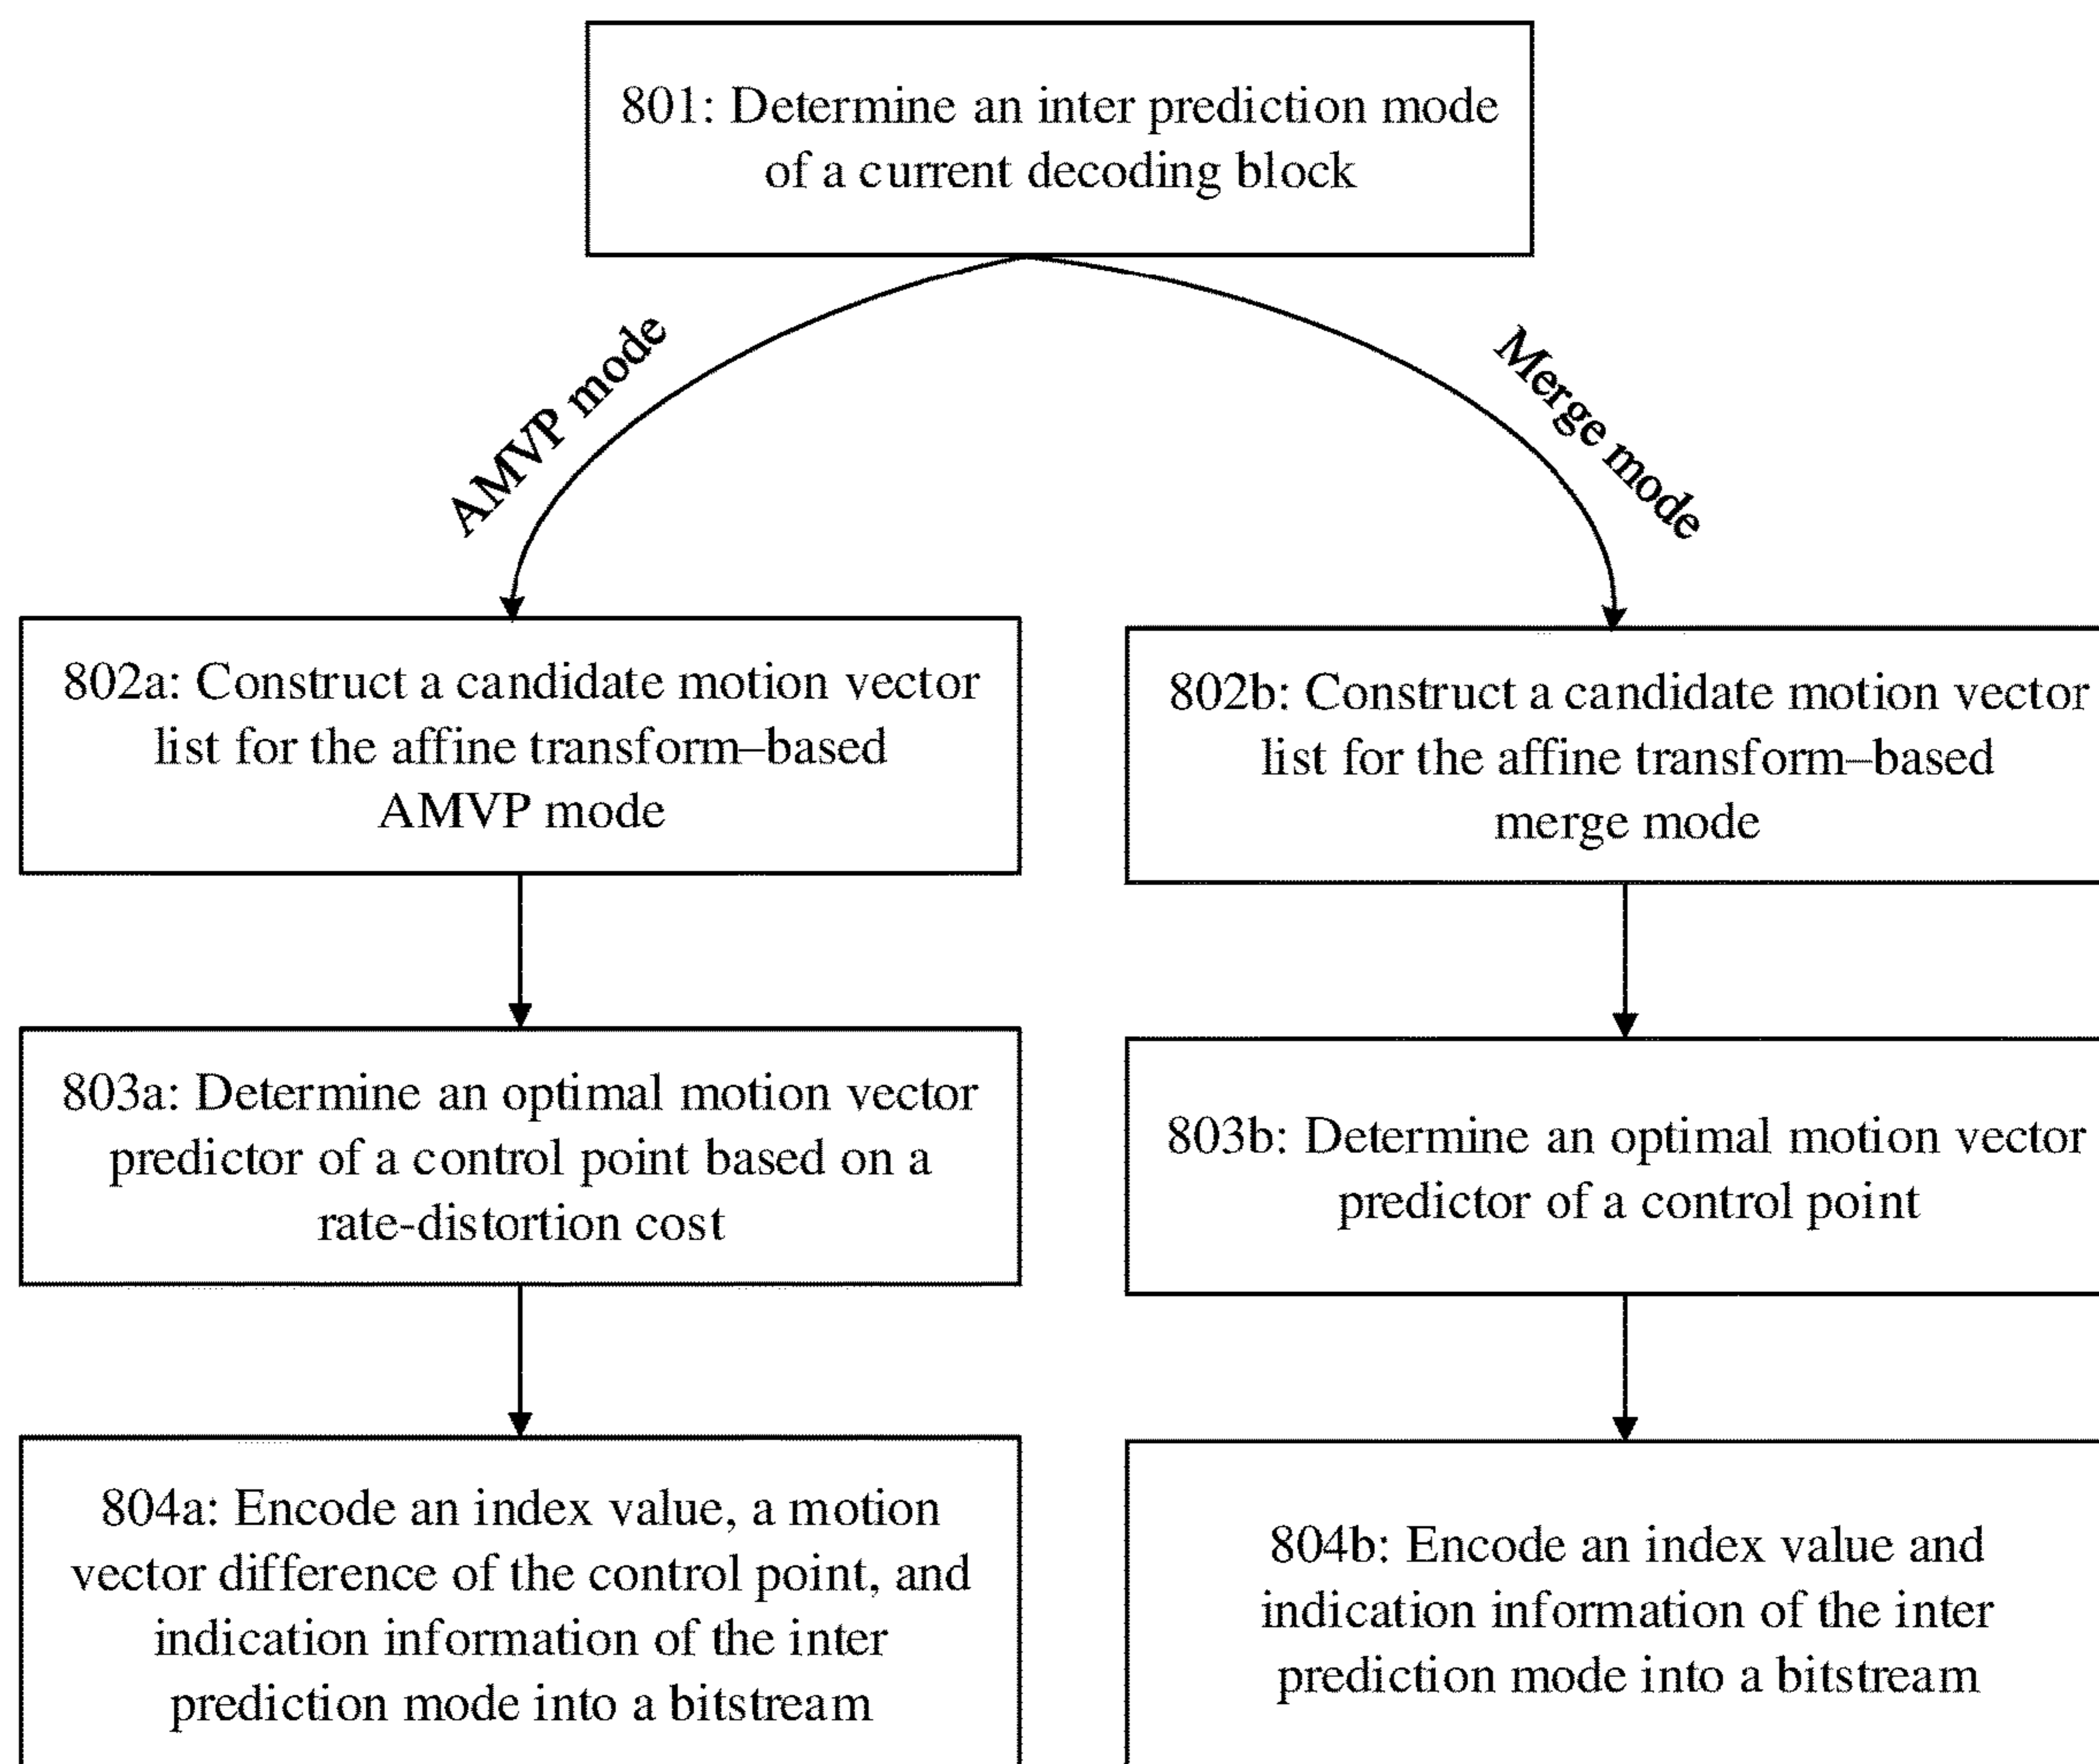 801: Determine an inter prediction mode
of a current decoding block
AMVP mode
Merge mode
802a: Construct a candidate motion vector
list for the affine transform–based
AMVP mode
802b: Construct a candidate motion vector
list for the affine transform–based
merge mode
803a: Determine an optimal motion vector
predictor of a control point based on a
rate-distortion cost
803b: Determine an optimal motion vector
predictor of a control point
804a: Encode an index value, a motion
vector difference of the control point, and
indication information of the inter
prediction mode into a bitstream
804b: Encode an index value and
indication information of the inter
prediction mode into a bitstream